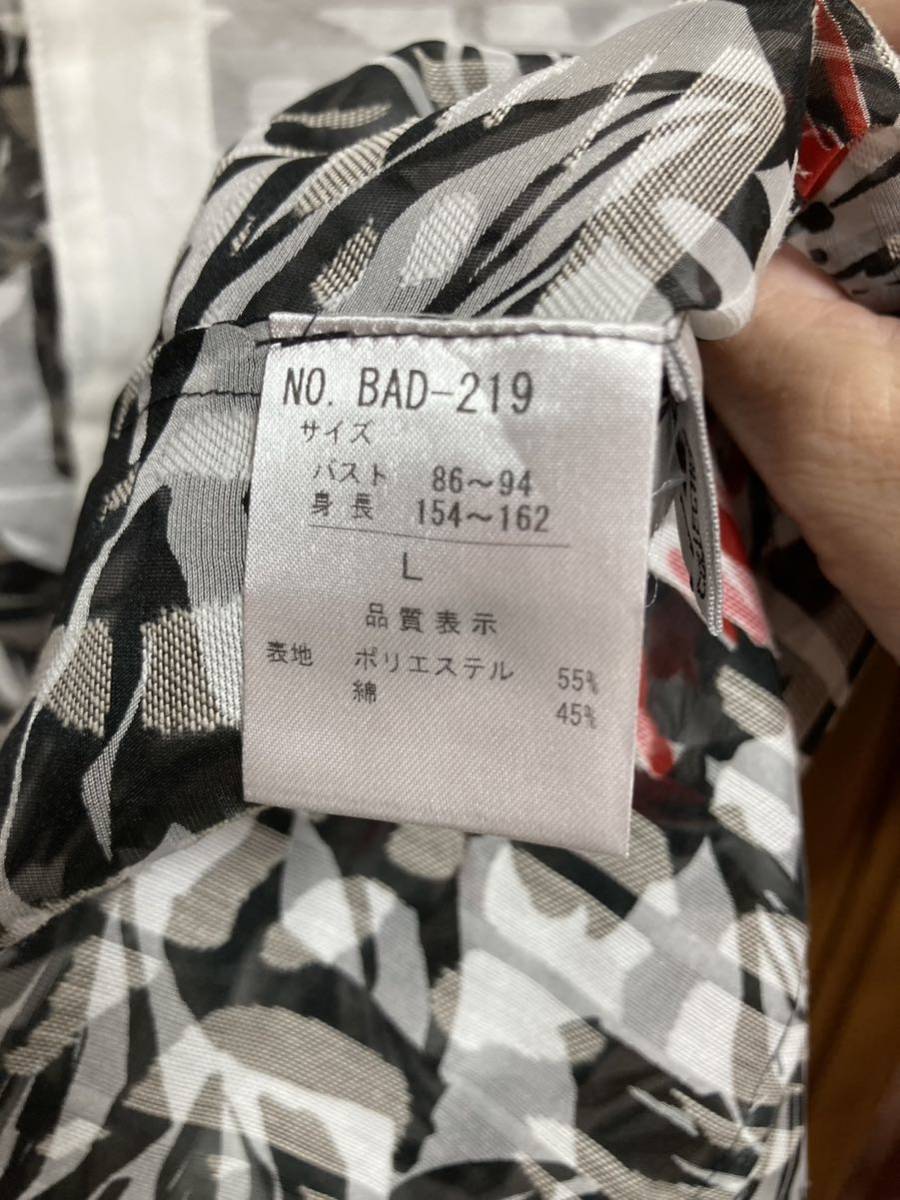 NO. BAD-219
サイズ
バスト 86～94
身長 154～162
L
品質表示
表地 ポリエステル 55%
綿 45%